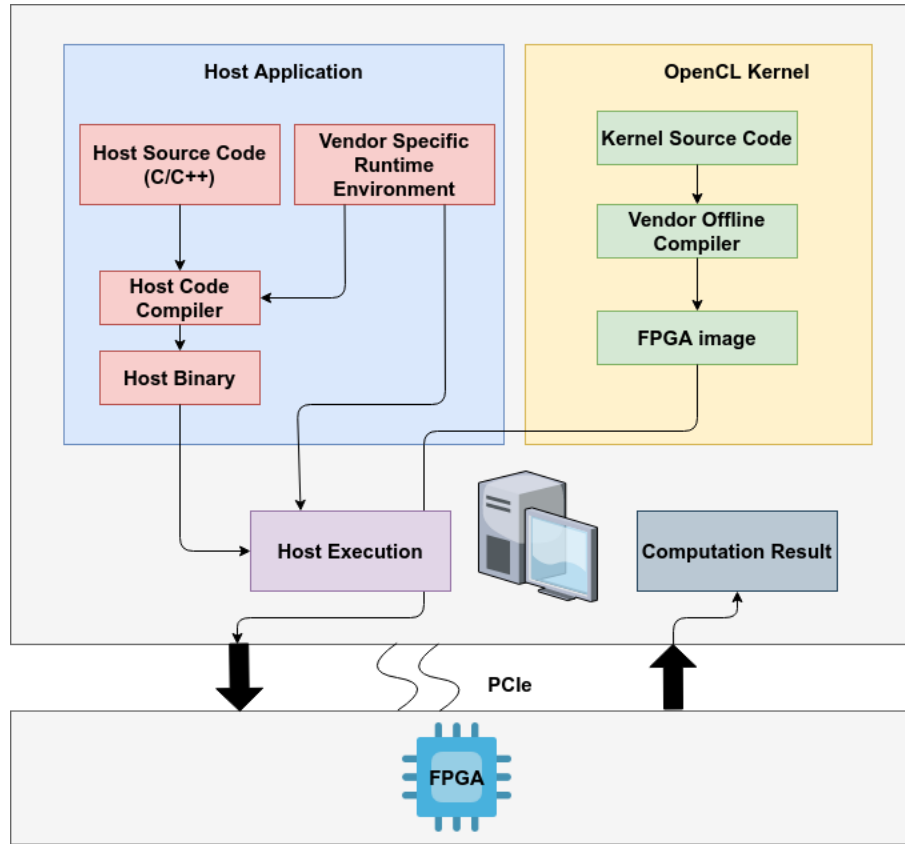 Host Application
Host Source Code
(C/C++)
Vendor Specific
Runtime
Environment
Host Code
Compiler
Host Binary
OpenCL Kernel
Kernel Source Code
Vendor Offline
Compiler
FPGA image
Host Execution
Computation Result
PCIe
FPGA